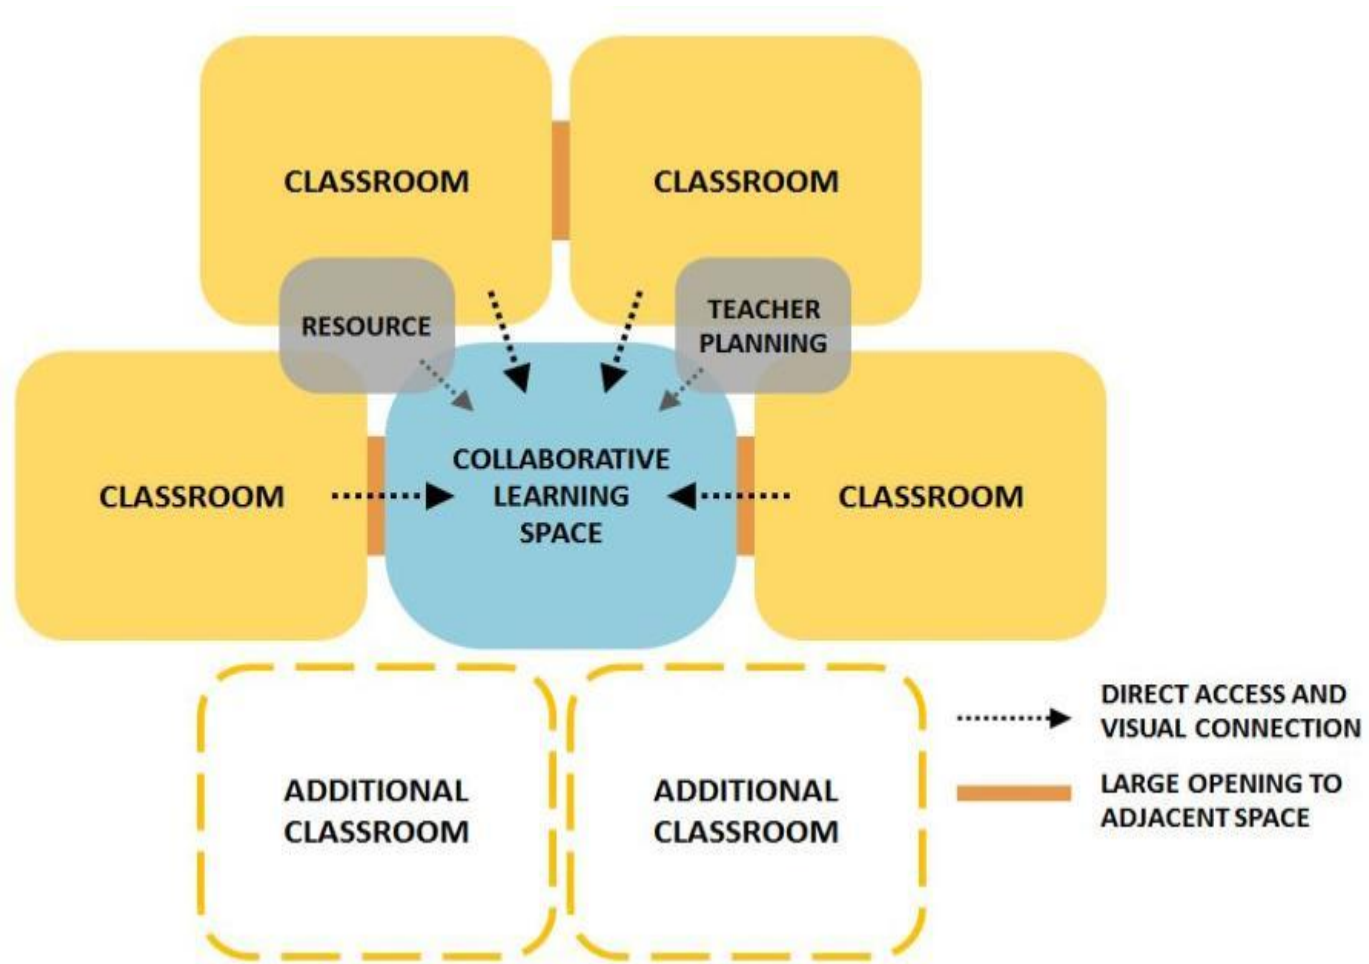 CLASSROOM
CLASSROOM
RESOURCE
TEACHER
PLANNING
CLASSROOM
COLLABORATIVE
LEARNING
SPACE
CLASSROOM
ADDITIONAL
CLASSROOM
ADDITIONAL
CLASSROOM
DIRECT ACCESS AND
VISUAL CONNECTION
LARGE OPENING TO
ADJACENT SPACE